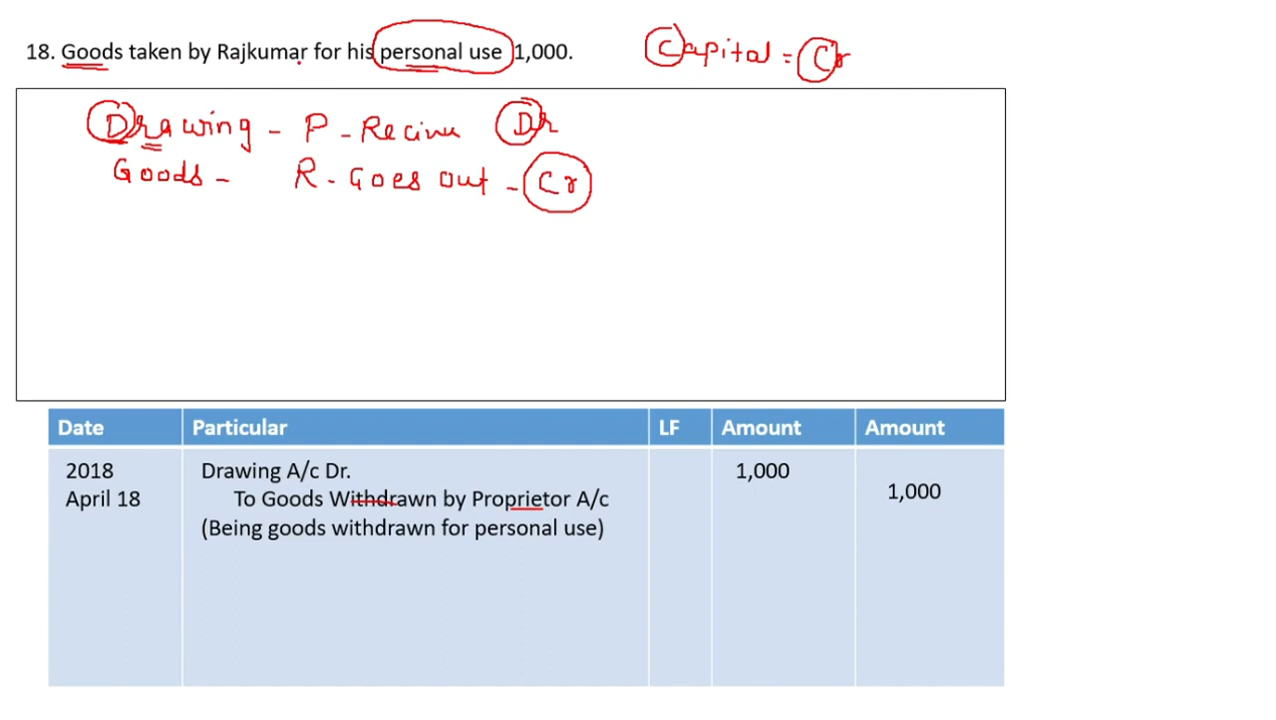 18. Goods taken by Rajkumar for his personal use 1,000.
Capital = Cr
Drawing - P - Recive Dr
Goods - R - Goes out - Cr
Date Particular LF Amount Amount
2018 Drawing A/c Dr. 1,000
April 18 To Goods Withdrawn by Proprietor A/c 1,000
(Being goods withdrawn for personal use)